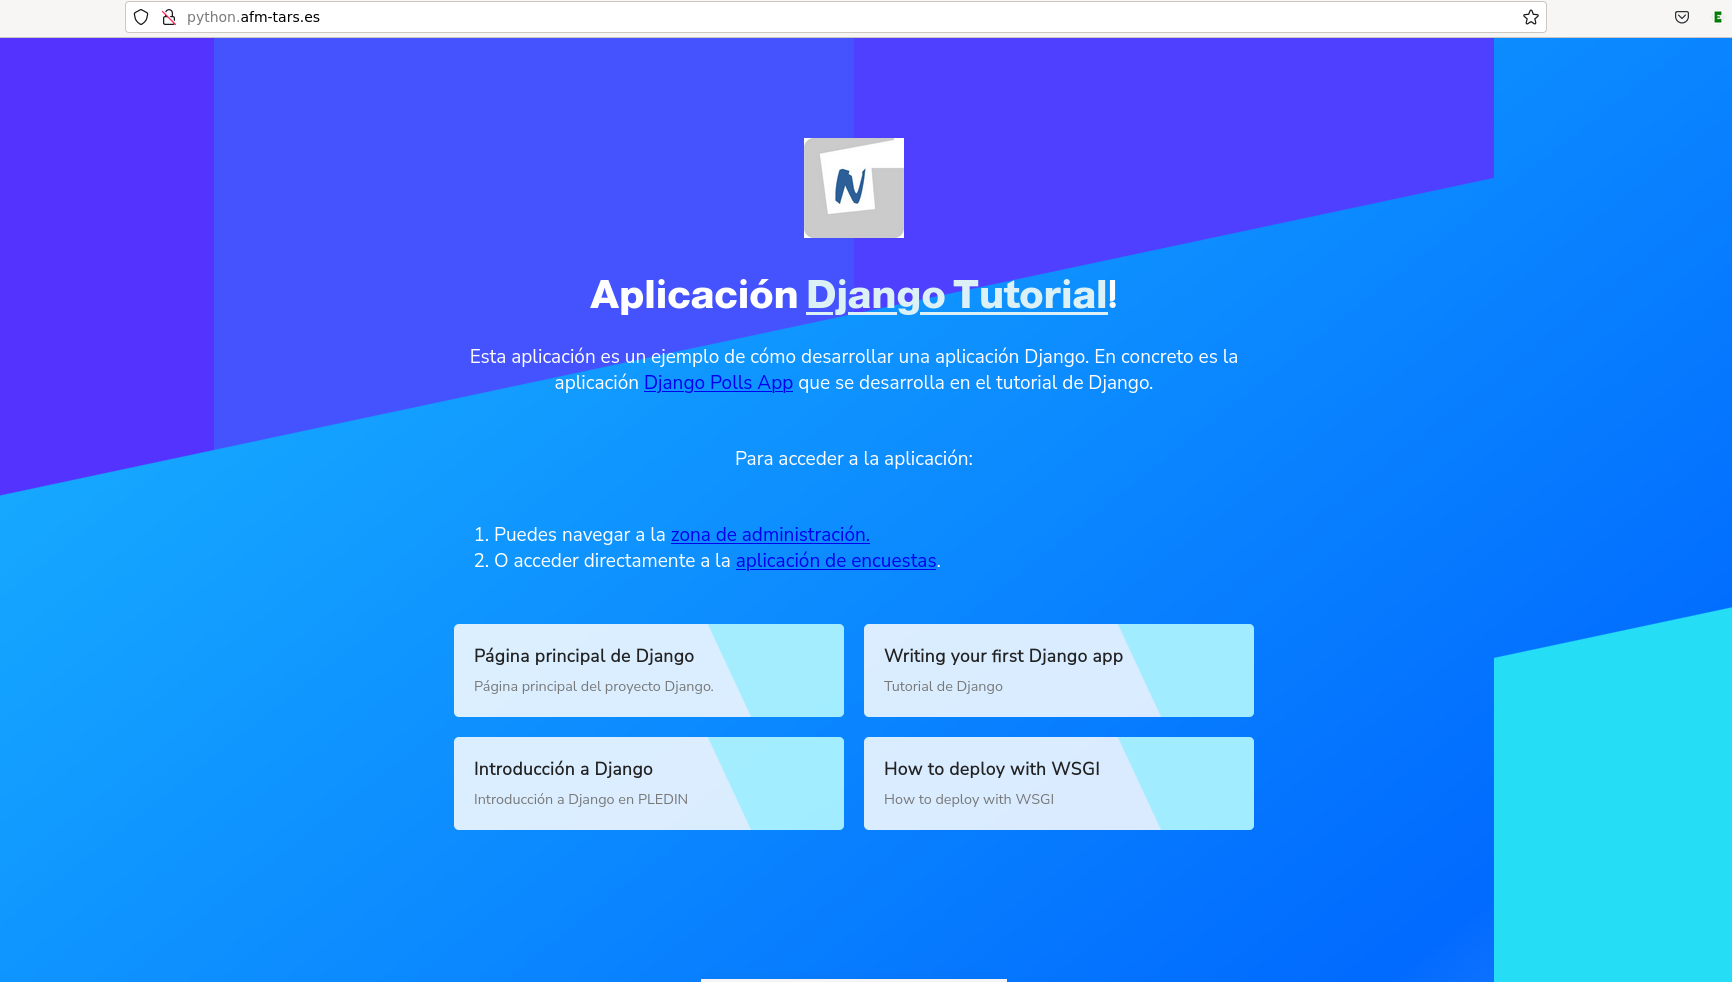 python.afm-tars.es
N
Aplicación Django Tutorial!
Esta aplicación es un ejemplo de cómo desarrollar una aplicación Django. En concreto es la
aplicación Django Polls App que se desarrolla en el tutorial de Django.
Para acceder a la aplicación:
1. Puedes navegar a la zona de administración.
2. O acceder directamente a la aplicación de encuestas.
Página principal de Django
Página principal del proyecto Django.
Writing your first Django app
Tutorial de Django
Introducción a Django
Introducción a Django en PLEDIN
How to deploy with WSGI
How to deploy with WSGI